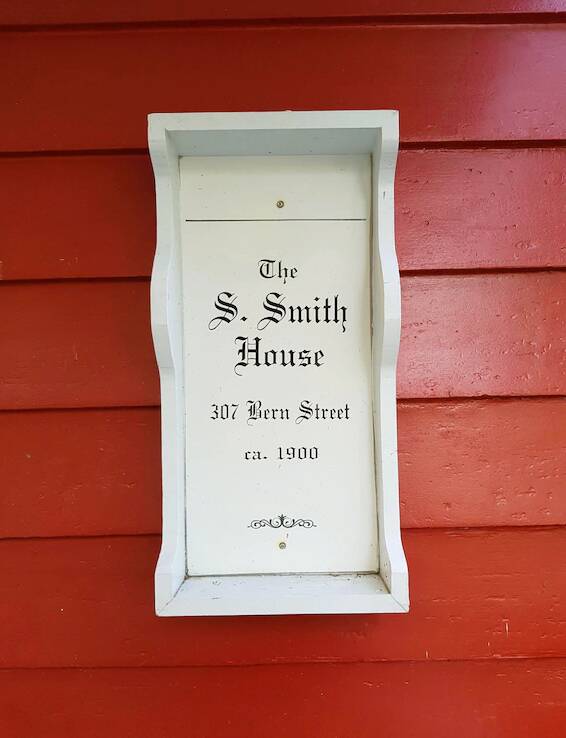 The
S. Smith
House
307 Bern Street
ca. 1900